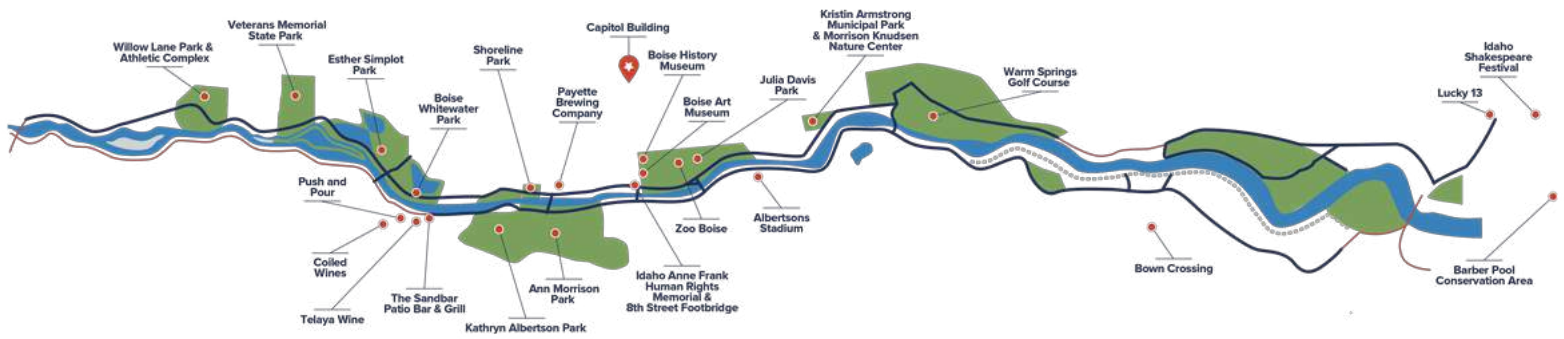 Willow Lane Park &
Athletic Complex
Veterans Memorial
State Park
Esther Simplot
Park
Boise
Whitewater
Park
Shoreline
Park
Payette
Brewing
Company
Capitol Building
Boise History
Museum
Boise Art
Museum
Julia Davis
Park
Kristin Armstrong
Municipal Park
& Morrison Knudsen
Nature Center
Warm Springs
Golf Course
Lucky 13
Idaho
Shakespeare
Festival
Push and
Pour
Coiled
Wines
Telaya Wine
The Sandbar
Patio Bar & Grill
Kathryn Albertson Park
Ann Morrison
Park
Idaho Anne Frank
Human Rights
Memorial &
8th Street Footbridge
Zoo Boise
Albertsons
Stadium
Bown Crossing
Barber Pool
Conservation Area